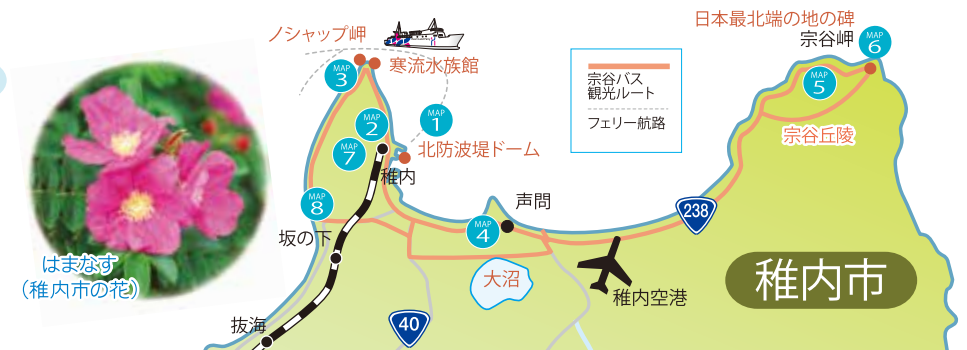 ノシャップ岬
MAP 3
寒流水族館
日本最北端の地の碑
宗谷岬
MAP 6
MAP 5
宗谷丘陵
宗谷バス
観光ルート
フェリー航路
MAP 1
MAP 2
北防波堤ドーム
MAP 7
稚内
MAP 8
声問
MAP 4
坂の下
238
大沼
稚内空港
稚内市
はまなす
(稚内市の花)
抜海
40